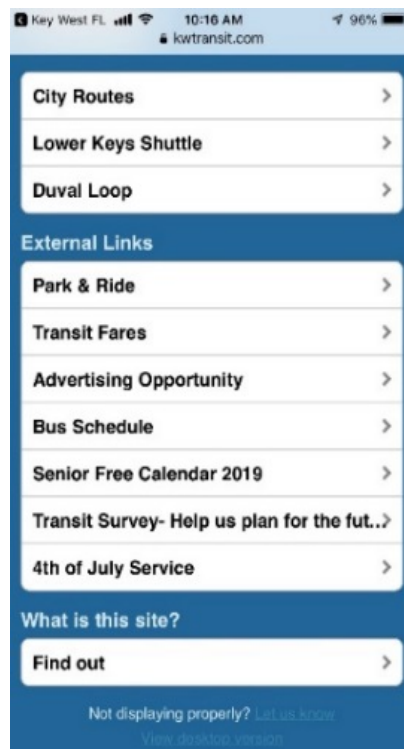 Key West FL 10:16 AM 96%
kwtransit.com
City Routes
Lower Keys Shuttle
Duval Loop
External Links
Park & Ride
Transit Fares
Advertising Opportunity
Bus Schedule
Senior Free Calendar 2019
Transit Survey- Help us plan for the fut...
4th of July Service
What is this site?
Find out
Not displaying properly? Let us know
View desktop version